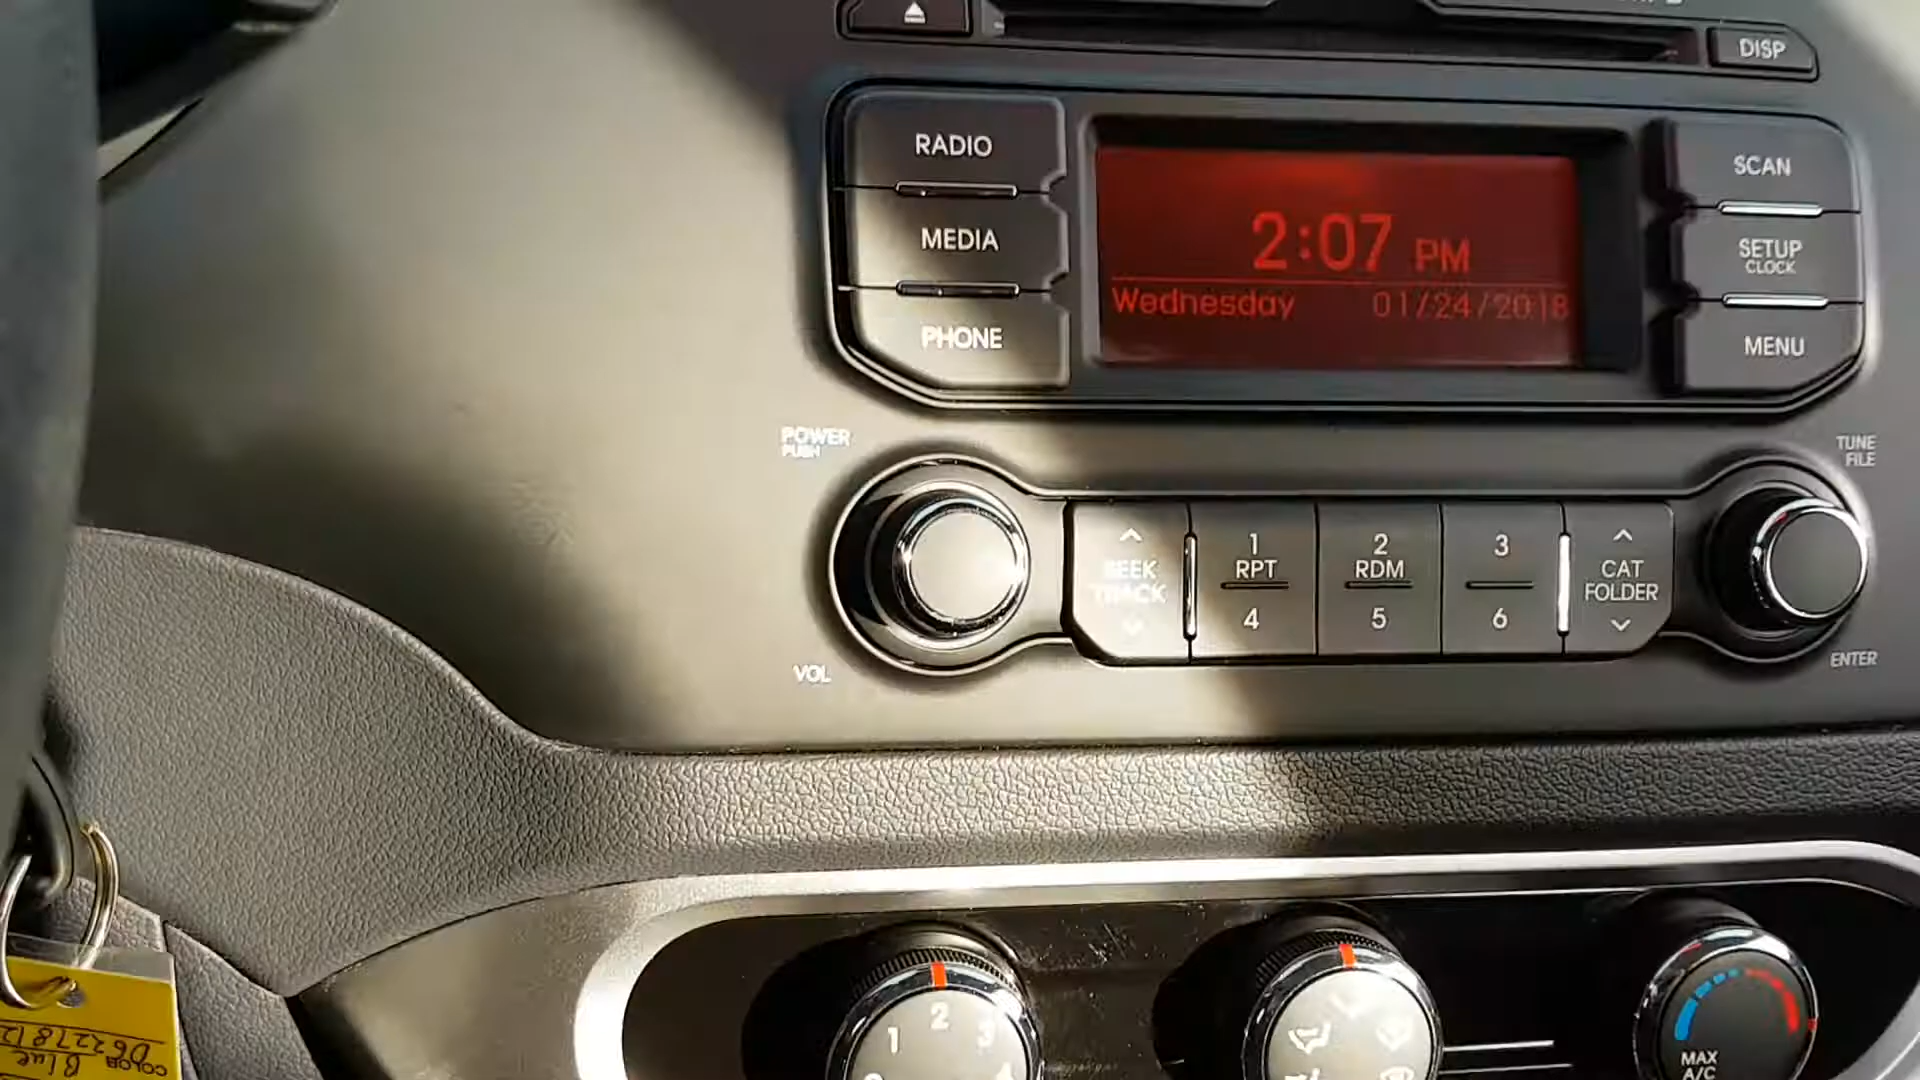 DISP
RADIO
SCAN
MEDIA
2:07 PM
SETUP
CLOCK
Wednesday 01/24/2018
PHONE
MENU
POWER
PUSH
TUNE
FILE
SEEK
TRACK
1
RPT
4
2
RDM
5
3
6
CAT
FOLDER
VOL
ENTER
1 2 3
MAX
A/C
COLOR Blue